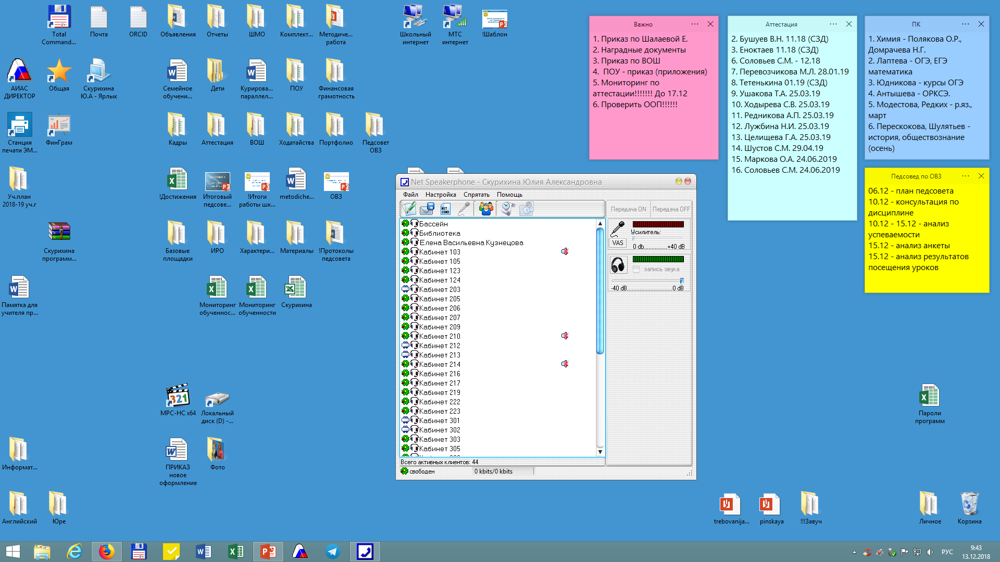 Total
Command...
Почта
ORCID
Объявления
Отчеты
ШМО
Комплект...
Методиче...
работа
Школьный
интернет
МТС
интернет
!Шаблон
АИАС
ДИРЕКТОР
Общая
Скурихина
Ю.А - Ярлык
Семейное
обучени...
Дети
Курирова...
параллел...
ПОУ
Финансовая
грамотность
Станция
печати ЭМ...
ФинГрам
Кадры
Аттестация
ВОШ
Ходатайства
Портфолио
Педсовет
ОВЗ
Уч.план
2018-19 уч.г
!Достижения
Итоговый
педсове...
!Итоги
работы шк...
metodiche...
ОВЗ
Скурихина
программ...
Базовые
площадки
ИРО
Характери...
Материалы
!Протоколы
педсовета
Памятка для
учителя пр...
Мониторинг
обученнос...
Мониторинг
обученности
Скурихина
MPC-HC x64
Локальный
диск (D) -...
Информат...
ПРИКАЗ
новое
оформление
Фото
Английский
Юре
Важно
1. Приказ по Шалаевой Е.
2. Наградные документы
3. Приказ по ВОШ
4.  ПОУ - приказ (приложения)
5. Мониторинг по
аттестации!!!!!!! До 17.12
6. Проверить ООП!!!!!!
Аттестация
2. Бушуев В.Н. 11.18 (СЗД)
3. Еноктаев 11.18 (СЗД)
6. Соловьев С.М. - 12.18
7. Перевозчикова М.Л. 28.01.19
8. Тетенькина 01.19 (СЗД)
9. Ушакова Т.А. 25.03.19
10. Ходырева С.В. 25.03.19
11. Редникова А.П. 25.03.19
12. Лужбина Н.И. 25.03.19
13. Целищева Г.А. 25.03.19
14. Шустов С.М. 29.04.19
15. Маркова О.А. 24.06.2019
16. Соловьев С.М. 24.06.2019
ПК
1. Химия - Полякова О.Р.,
Домрачева Н.Г.
2. Лаптева - ОГЭ, ЕГЭ
математика
3. Юдникова - курсы ОГЭ
4. Антышева - ОРКСЭ.
5. Модестова, Редких - р.яз.,
март
6. Перескокова, Шулятьев -
история, обществознание
(осень)
Педсовед по ОВЗ
06.12 - план педсовета
10.12 - консультация по
дисциплине
10.12 - 15.12 - анализ
успеваемости
15.12 - анализ анкеты
15.12 - анализ результатов
посещения уроков
Net Speakerphone - Скурихина Юлия Александровна
Файл Настройка Спрятать Помощь
NET
SEND
Передача ON Передача OFF
Бассейн
Библиотека
Елена Васильевна Кузнецова
Кабинет 103
Кабинет 105
Кабинет 123
Кабинет 124
Кабинет 203
Кабинет 205
Кабинет 206
Кабинет 207
Кабинет 209
Кабинет 210
Кабинет 212
Кабинет 213
Кабинет 214
Кабинет 216
Кабинет 217
Кабинет 219
Кабинет 222
Кабинет 223
Кабинет 301
Кабинет 302
Кабинет 303
Кабинет 305
Усилитель:
VAS
0 db..............+40 dB
запись звука
-40 dB........................0 dB
Всего активных клиентов: 44
свободен
0 kbits/0 kbits
Пароли
программ
trebovanija...
pinskaya
!!!Завуч
Личное
Корзина
РУС
9:43
13.12.2018